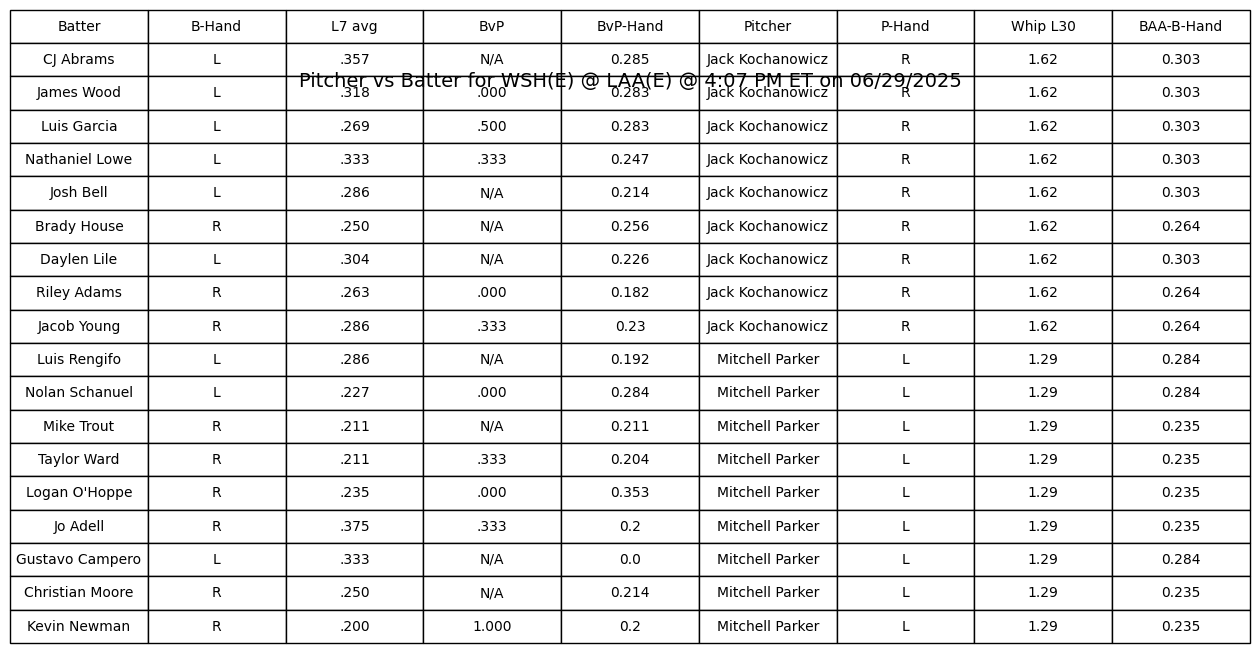 Batter B-Hand L7 avg BvP BvP-Hand Pitcher P-Hand Whip L30 BAA-B-Hand
CJ Abrams L .357 N/A 0.285 Jack Kochanowicz R 1.62 0.303
Pitcher vs Batter for WSH(E) @ LAA(E) @ 4:07 PM ET on 06/29/2025
James Wood L .318 .000 0.283 Jack Kochanowicz R 1.62 0.303
Luis Garcia L .269 .500 0.283 Jack Kochanowicz R 1.62 0.303
Nathaniel Lowe L .333 .333 0.247 Jack Kochanowicz R 1.62 0.303
Josh Bell L .286 N/A 0.214 Jack Kochanowicz R 1.62 0.303
Brady House R .250 N/A 0.256 Jack Kochanowicz R 1.62 0.264
Daylen Lile L .304 N/A 0.226 Jack Kochanowicz R 1.62 0.303
Riley Adams R .263 .000 0.182 Jack Kochanowicz R 1.62 0.264
Jacob Young R .286 .333 0.23 Jack Kochanowicz R 1.62 0.264
Luis Rengifo L .286 N/A 0.192 Mitchell Parker L 1.29 0.284
Nolan Schanuel L .227 .000 0.284 Mitchell Parker L 1.29 0.284
Mike Trout R .211 N/A 0.211 Mitchell Parker L 1.29 0.235
Taylor Ward R .211 .333 0.204 Mitchell Parker L 1.29 0.235
Logan O'Hoppe R .235 .000 0.353 Mitchell Parker L 1.29 0.235
Jo Adell R .375 .333 0.2 Mitchell Parker L 1.29 0.235
Gustavo Campero L .333 N/A 0.0 Mitchell Parker L 1.29 0.284
Christian Moore R .250 N/A 0.214 Mitchell Parker L 1.29 0.235
Kevin Newman R .200 1.000 0.2 Mitchell Parker L 1.29 0.235